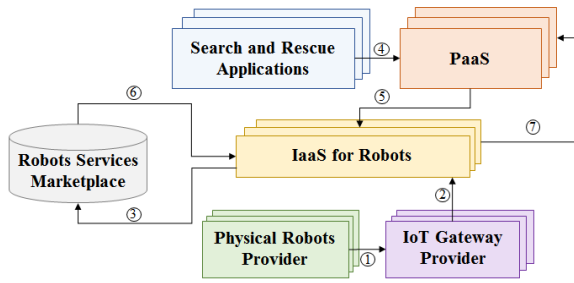 Search and Rescue
Applications
④
PaaS
⑥
⑤
⑦
Robots Services
Marketplace
IaaS for Robots
③
②
Physical Robots
Provider
①
IoT Gateway
Provider